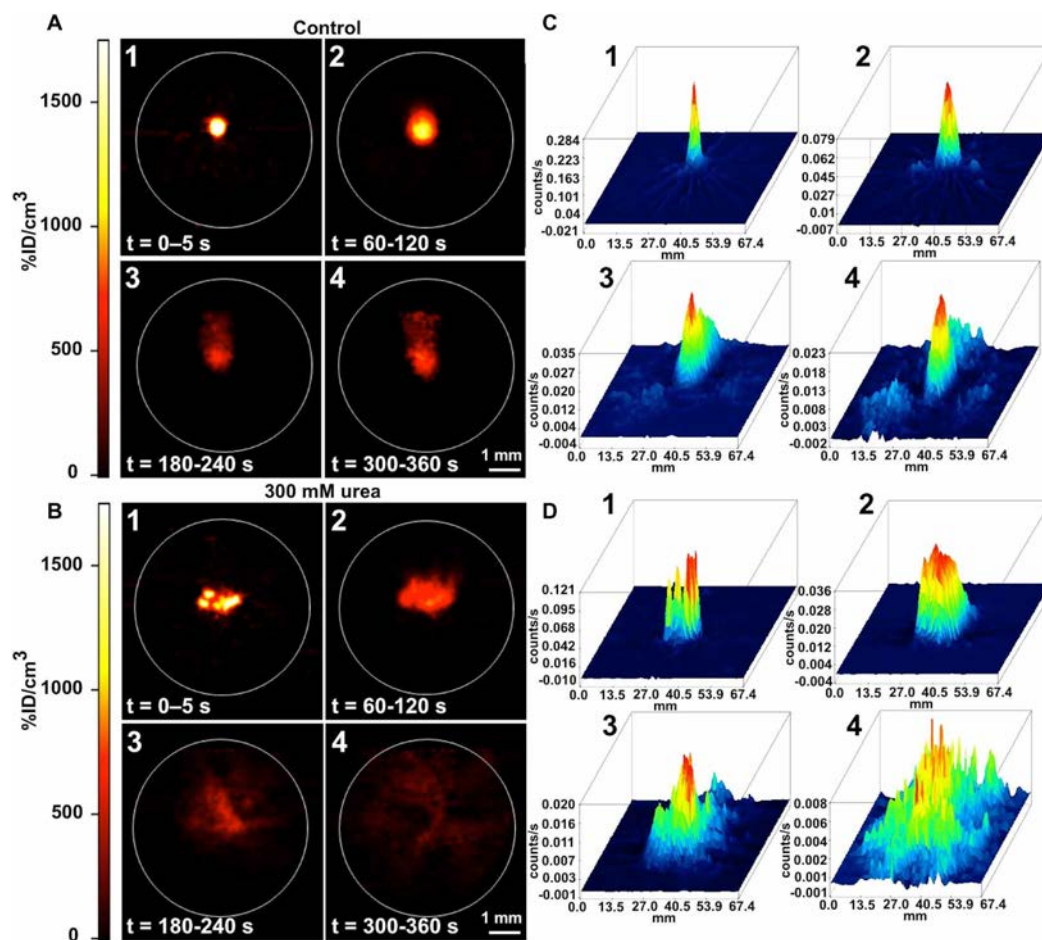 A
Control
1
2
1500
1000
500
0
%ID/cm³
t = 0–5 s
t = 60-120 s
3
4
t = 180-240 s
t = 300-360 s
1 mm
C
1
0.284
0.223
0.163
0.101
0.04
-0.021
counts/s
0.0 13.5 27.0 40.5 53.9 67.4
mm
2
0.079
0.062
0.045
0.027
0.01
-0.007
counts/s
0.0 13.5 27.0 40.5 53.9 67.4
mm
3
0.035
0.027
0.020
0.012
0.004
-0.004
counts/s
0.0 13.5 27.0 40.5 53.9 67.4
mm
4
0.023
0.018
0.013
0.008
0.003
-0.002
counts/s
0.0 13.5 27.0 40.5 53.9 67.4
mm
B
300 mM urea
1
2
1500
1000
500
0
%ID/cm³
t = 0–5 s
t = 60-120 s
3
4
t = 180-240 s
t = 300-360 s
1 mm
D
1
0.121
0.095
0.068
0.042
0.016
-0.010
counts/s
0.0 13.5 27.0 40.5 53.9 67.4
mm
2
0.036
0.028
0.020
0.012
0.004
-0.004
counts/s
0.0 13.5 27.0 40.5 53.9 67.4
mm
3
0.020
0.016
0.011
0.007
0.003
-0.001
counts/s
0.0 13.5 27.0 40.5 53.9 67.4
mm
4
0.008
0.006
0.004
0.002
0.001
-0.001
counts/s
0.0 13.5 27.0 40.5 53.9 67.4
mm